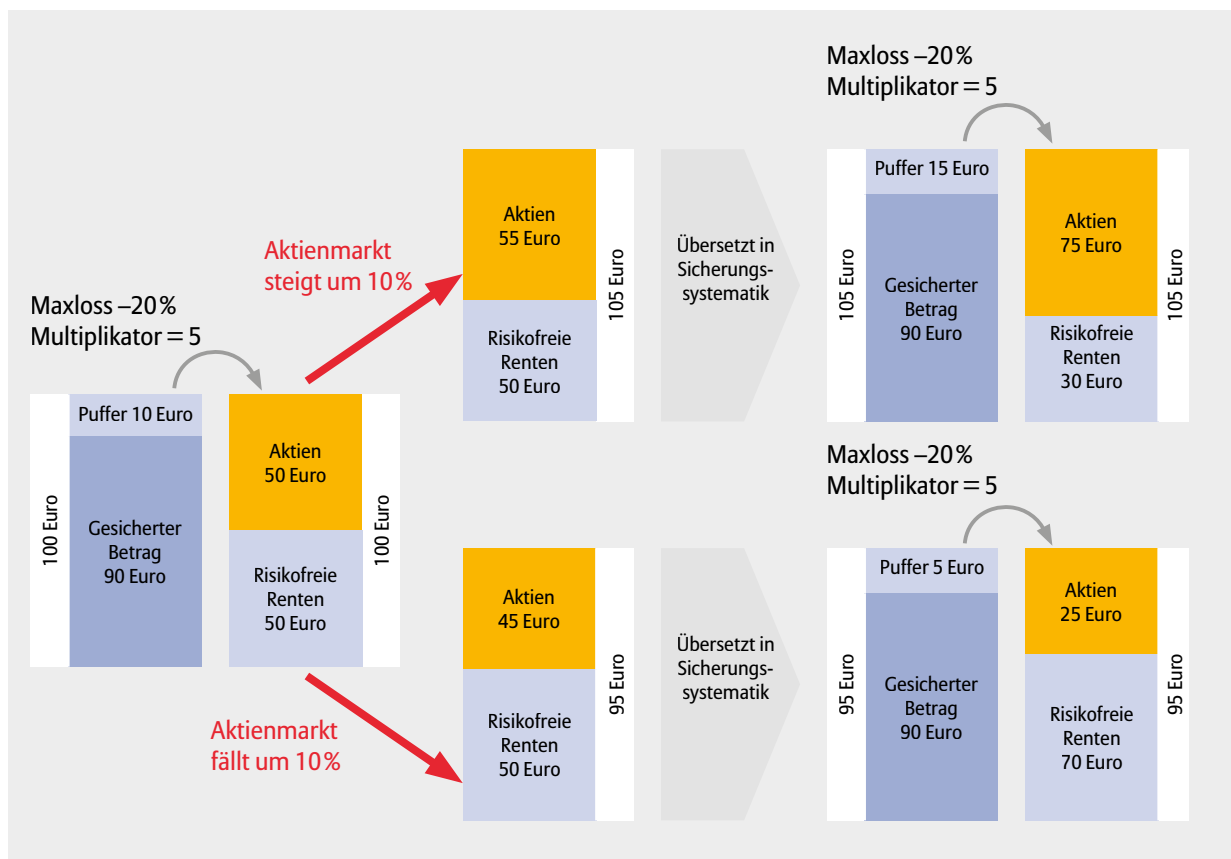 Maxloss –20%
Multiplikator = 5
100 Euro
Puffer 10 Euro
Gesicherter
Betrag
90 Euro
Aktien
50 Euro
Risikofreie
Renten
50 Euro
100 Euro
Aktienmarkt
steigt um 10%
Aktien
55 Euro
Risikofreie
Renten
50 Euro
105 Euro
Übersetzt in
Sicherungs-
systematik
Maxloss –20%
Multiplikator = 5
105 Euro
Puffer 15 Euro
Gesicherter
Betrag
90 Euro
Aktien
75 Euro
Risikofreie
Renten
30 Euro
105 Euro
Aktienmarkt
fällt um 10%
Aktien
45 Euro
Risikofreie
Renten
50 Euro
95 Euro
Übersetzt in
Sicherungs-
systematik
Maxloss –20%
Multiplikator = 5
95 Euro
Puffer 5 Euro
Gesicherter
Betrag
90 Euro
Aktien
25 Euro
Risikofreie
Renten
70 Euro
95 Euro